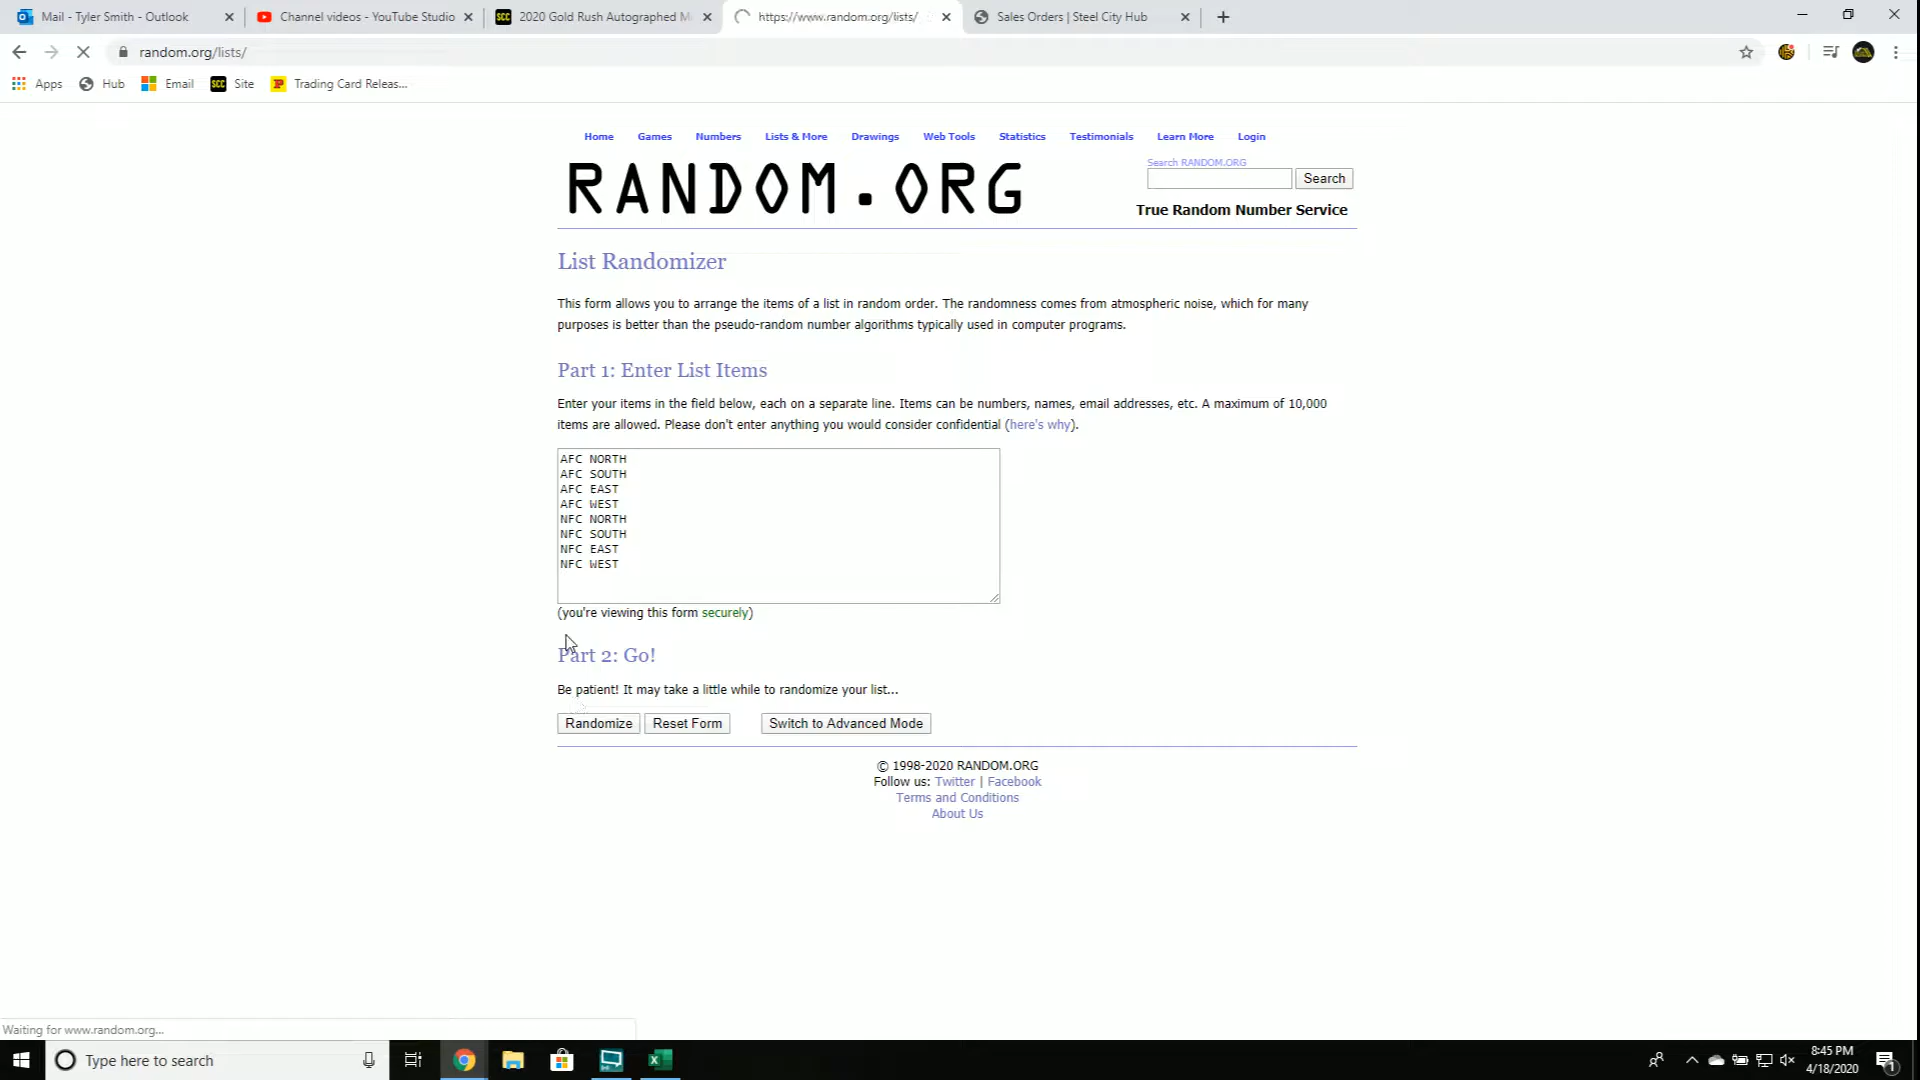 Mail - Tyler Smith - Outlook
Channel videos - YouTube Studio
SCC
2020 Gold Rush Autographed M
https://www.random.org/lists/
Sales Orders | Steel City Hub
random.org/lists/
Apps
Hub
Email
SCC
Site
Trading Card Releas...
Home
Games
Numbers
Lists & More
Drawings
Web Tools
Statistics
Testimonials
Learn More
Login
RANDOM.ORG
Search RANDOM.ORG
Search
True Random Number Service
List Randomizer
This form allows you to arrange the items of a list in random order. The randomness comes from atmospheric noise, which for many
purposes is better than the pseudo-random number algorithms typically used in computer programs.
Part 1: Enter List Items
Enter your items in the field below, each on a separate line. Items can be numbers, names, email addresses, etc. A maximum of 10,000
items are allowed. Please don't enter anything you would consider confidential (here's why).
AFC NORTH
AFC SOUTH
AFC EAST
AFC WEST
NFC NORTH
NFC SOUTH
NFC EAST
NFC WEST
(you're viewing this form securely)
Part 2: Go!
Be patient! It may take a little while to randomize your list...
Randomize
Reset Form
Switch to Advanced Mode
© 1998-2020 RANDOM.ORG
Follow us: Twitter | Facebook
Terms and Conditions
About Us
Waiting for www.random.org...
Type here to search
8:45 PM
4/18/2020
1